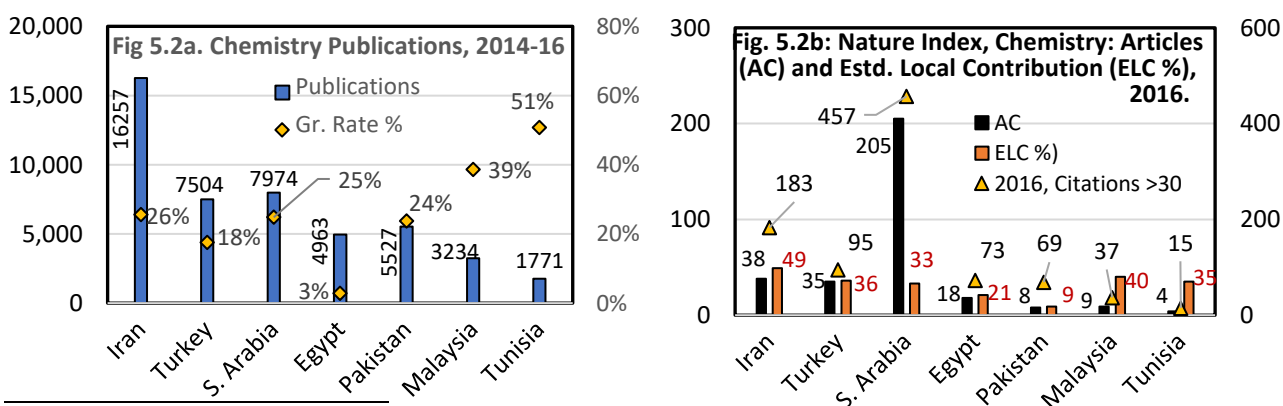 Fig 5.2a. Chemistry Publications, 2014-16
20,000
15,000
10,000
5,000
0
80%
60%
40%
20%
0%
Publications
Gr. Rate %
16257
7504
7974
4963
5527
3234
1771
26%
18%
25%
3%
24%
39%
51%
Iran
Turkey
S. Arabia
Egypt
Pakistan
Malaysia
Tunisia
Fig. 5.2b: Nature Index, Chemistry: Articles
(AC) and Estd. Local Contribution (ELC %),
2016.
300
200
100
0
600
400
200
0
AC
ELC %)
2016, Citations >30
183
95
457
73
69
37
15
38
49
35
36
205
33
18
21
8
9
9
40
4
35
Iran
Turkey
S. Arabia
Egypt
Pakistan
Malaysia
Tunisia